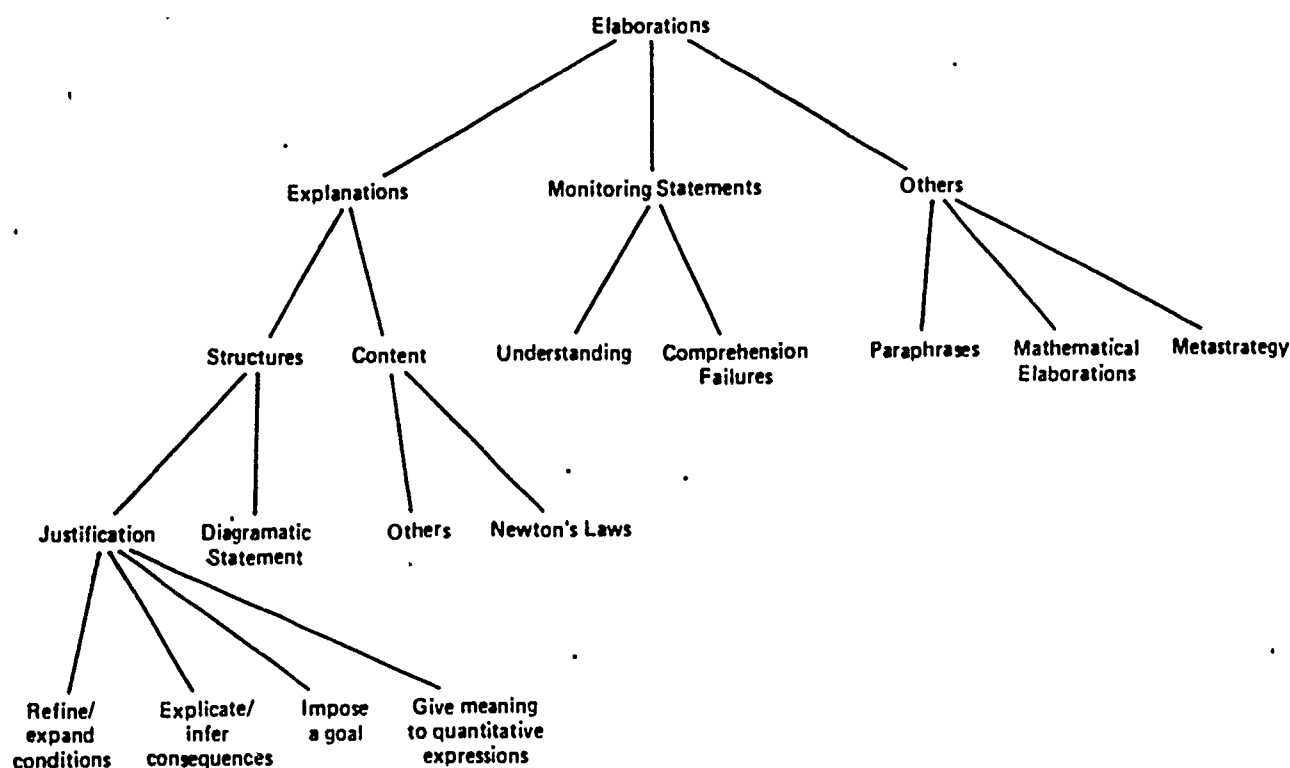 Elaborations
Explanations
Monitoring Statements
Others
Structures
Content
Understanding
Comprehension
Failures
Paraphrases
Mathematical
Elaborations
Metastrategy
Justification
Diagramatic
Statement
Others
Newton's Laws
Refine/
expand
conditions
Explicate/
infer
consequences
Impose
a goal
Give meaning
to quantitative
expressions